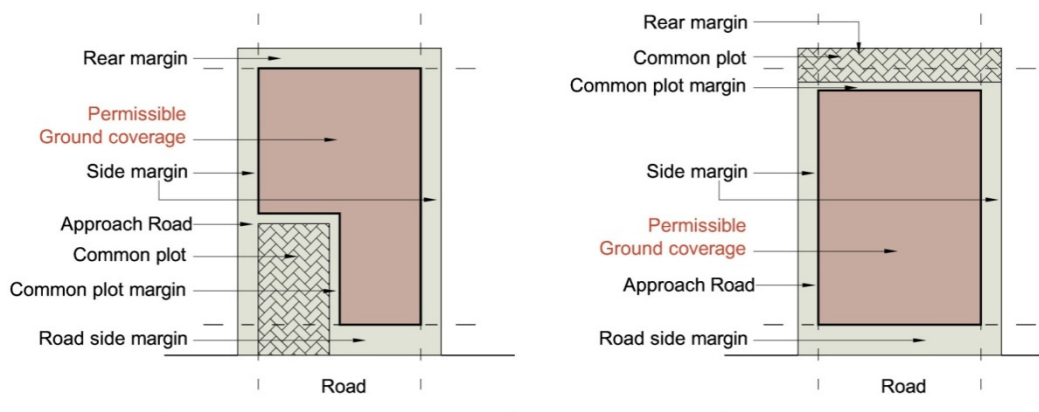 Rear margin
Permissible
Ground coverage
Side margin
Approach Road
Common plot
Common plot margin
Road side margin
Road
Rear margin
Common plot
Common plot margin
Side margin
Permissible
Ground coverage
Approach Road
Road side margin
Road